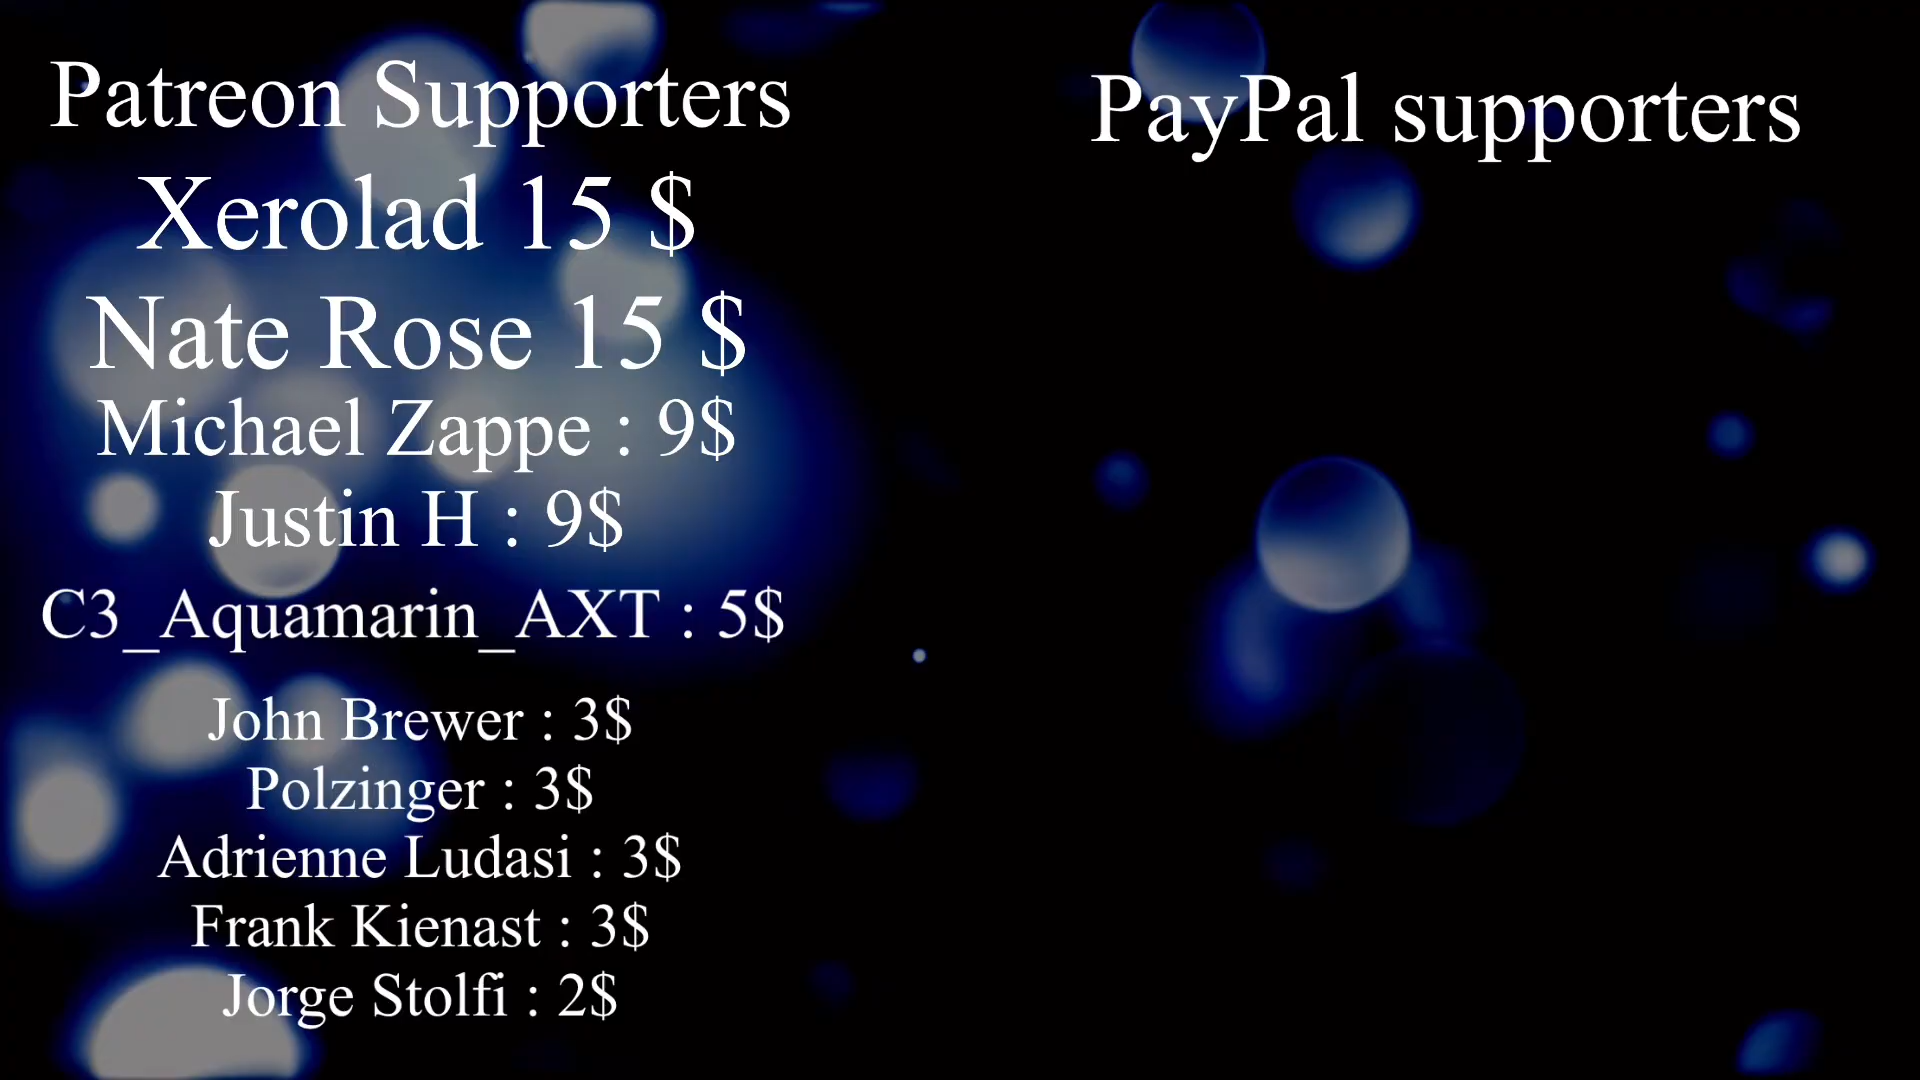 Patreon Supporters
Xerolad 15 $
Nate Rose 15 $
Michael Zappe : 9$
Justin H : 9$
C3_Aquamarin_AXT : 5$
John Brewer : 3$
Polzinger : 3$
Adrienne Ludasi : 3$
Frank Kienast : 3$
Jorge Stolfi : 2$
PayPal supporters